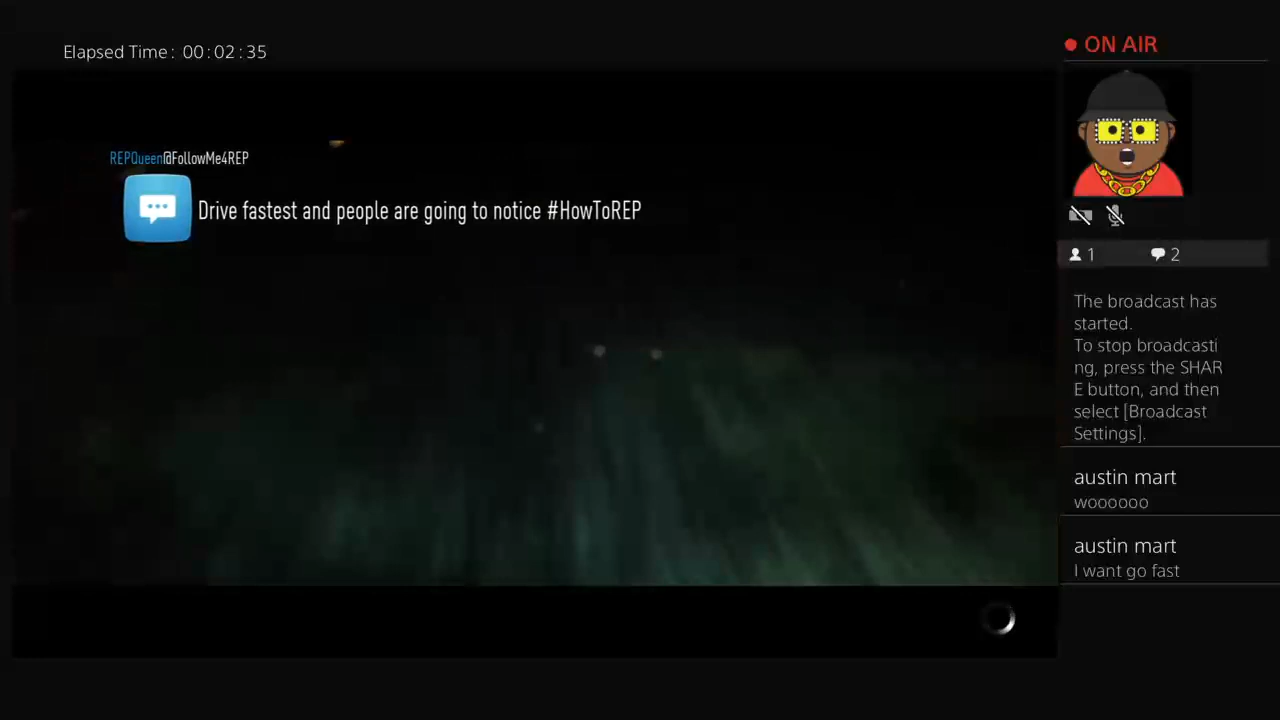 Elapsed Time: 00:02:35
ON AIR
REPQueen@FollowMe4REP
Drive fastest and people are going to notice #HowToREP
1
2
The broadcast has
started.
To stop broadcasti
ng, press the SHAR
E button, and then
select [Broadcast
Settings].
austin mart
woooooo
austin mart
I want go fast